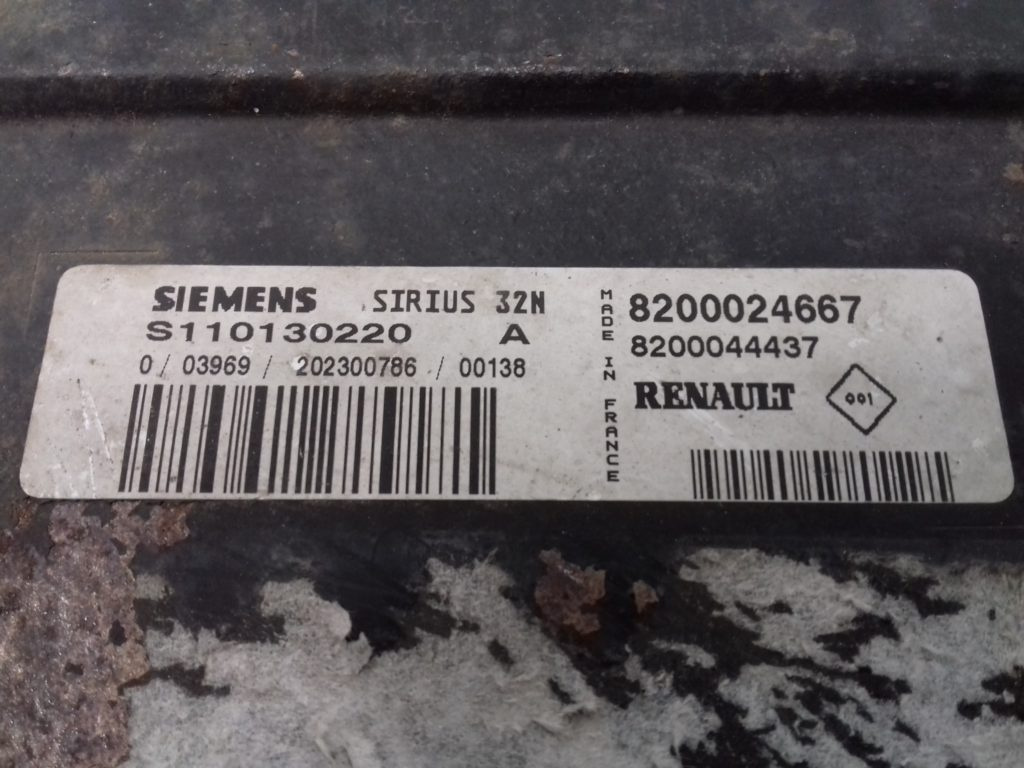 SIEMENS SIRIUS 32N
S110130220 A
0/ 03969 / 202300786 / 00138
MADE IN FRANCE
8200024667
8200044437
RENAULT 001